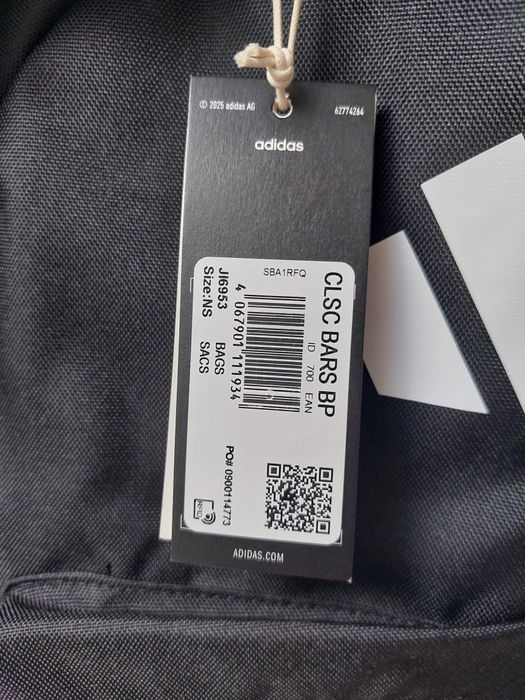 © 2025 adidas AG
62774264
adidas
SBA1RFQ
CLSC BARS BP
ID 700 EAN
4 067901 111934
JI6953 BAGS
Size:NS SACS
PO# 0900114773
RFID
ADIDAS.COM